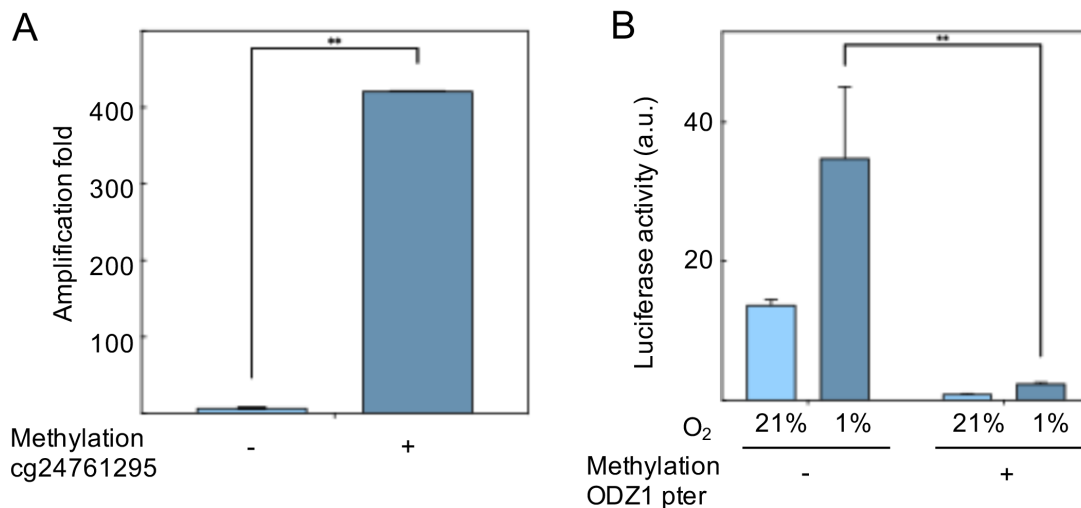 A
**
Amplification fold
400
300
200
100
Methylation - +
cg24761295
B
**
Luciferase activity (a.u.)
40
20
O2 21% 1% 21% 1%
Methylation - +
ODZ1 pter